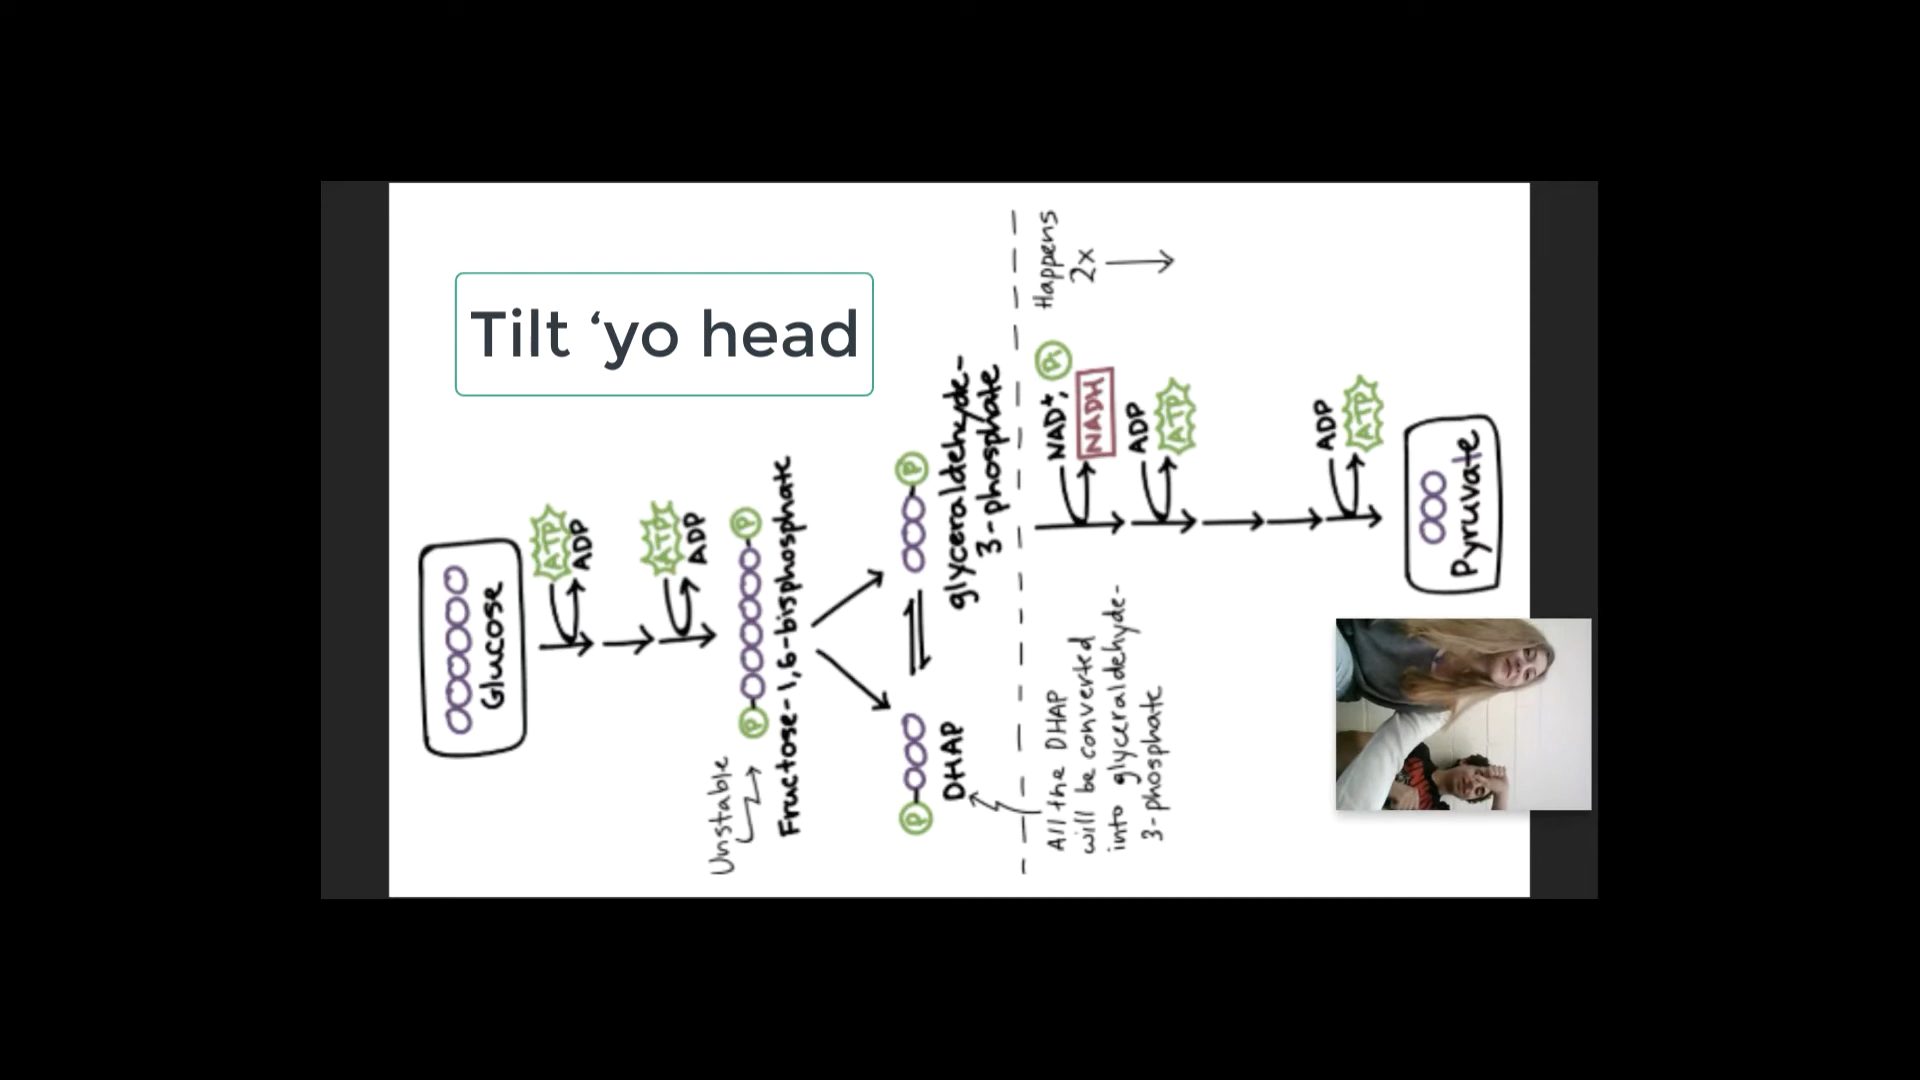 Tilt ‘yo head
Glucose
ATP
ADP
ATP
ADP
Unstable
P
P
Fructose-1,6-bisphosphate
P
DHAP
P
glyceraldehyde-
3-phosphate
All the DHAP
will be converted
into glyceraldehyde-
3-phosphate
Happens
2x
NAD+, Pi
NADH
ADP
ATP
ADP
ATP
Pyruvate